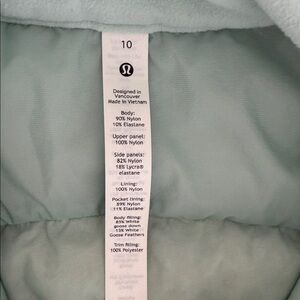 10
Designed in
Vancouver
Made in Vietnam
Body:
90% Nylon
10% Elastane
Upper panel:
100% Nylon
Side panels:
82% Nylon
18% Lycra®
elastane
Lining:
100% Nylon
Pocket lining:
89% Nylon
11% Elastane
Body filling:
85% White
goose down
15% White
Goose Feathers
Trim filling:
100% Polyester